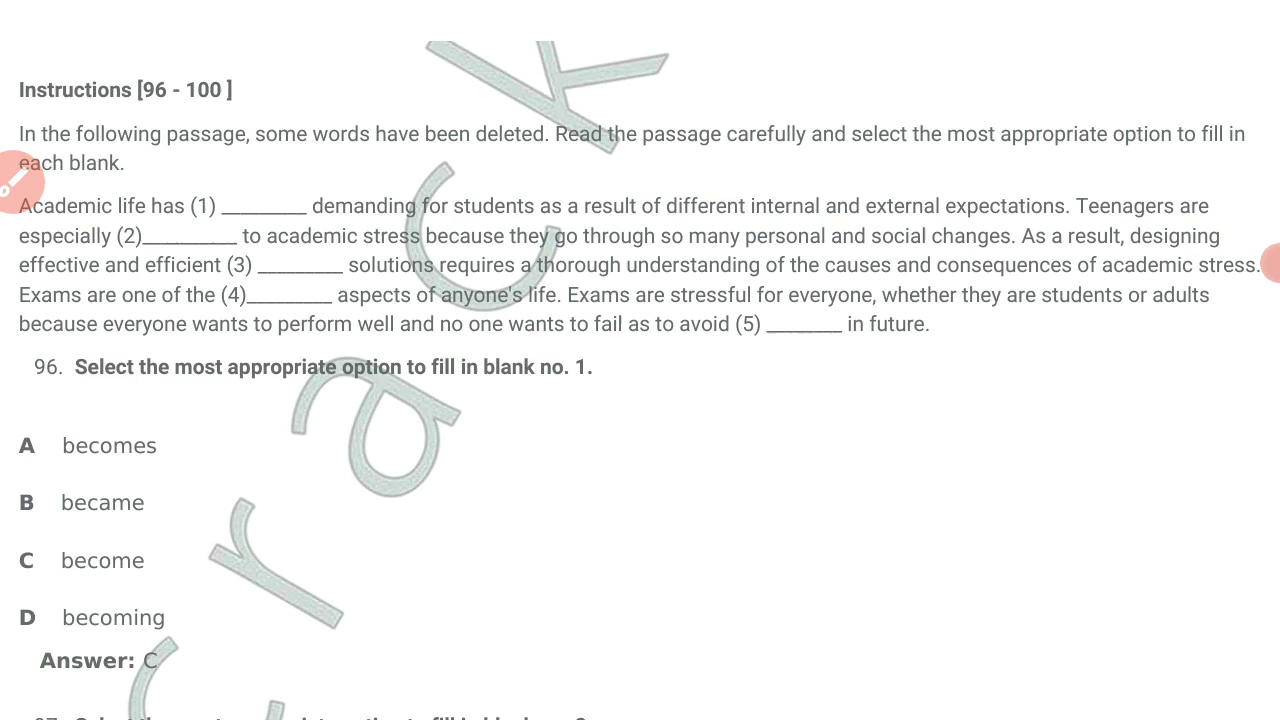 Instructions [96 - 100 ]
In the following passage, some words have been deleted. Read the passage carefully and select the most appropriate option to fill in
each blank.
Academic life has (1) _________ demanding for students as a result of different internal and external expectations. Teenagers are
especially (2)__________ to academic stress because they go through so many personal and social changes. As a result, designing
effective and efficient (3) _________ solutions requires a thorough understanding of the causes and consequences of academic stress.
Exams are one of the (4)_________ aspects of anyone's life. Exams are stressful for everyone, whether they are students or adults
because everyone wants to perform well and no one wants to fail as to avoid (5) ________ in future.
96. Select the most appropriate option to fill in blank no. 1.
A becomes
B became
C become
D becoming
Answer: C
r a c k